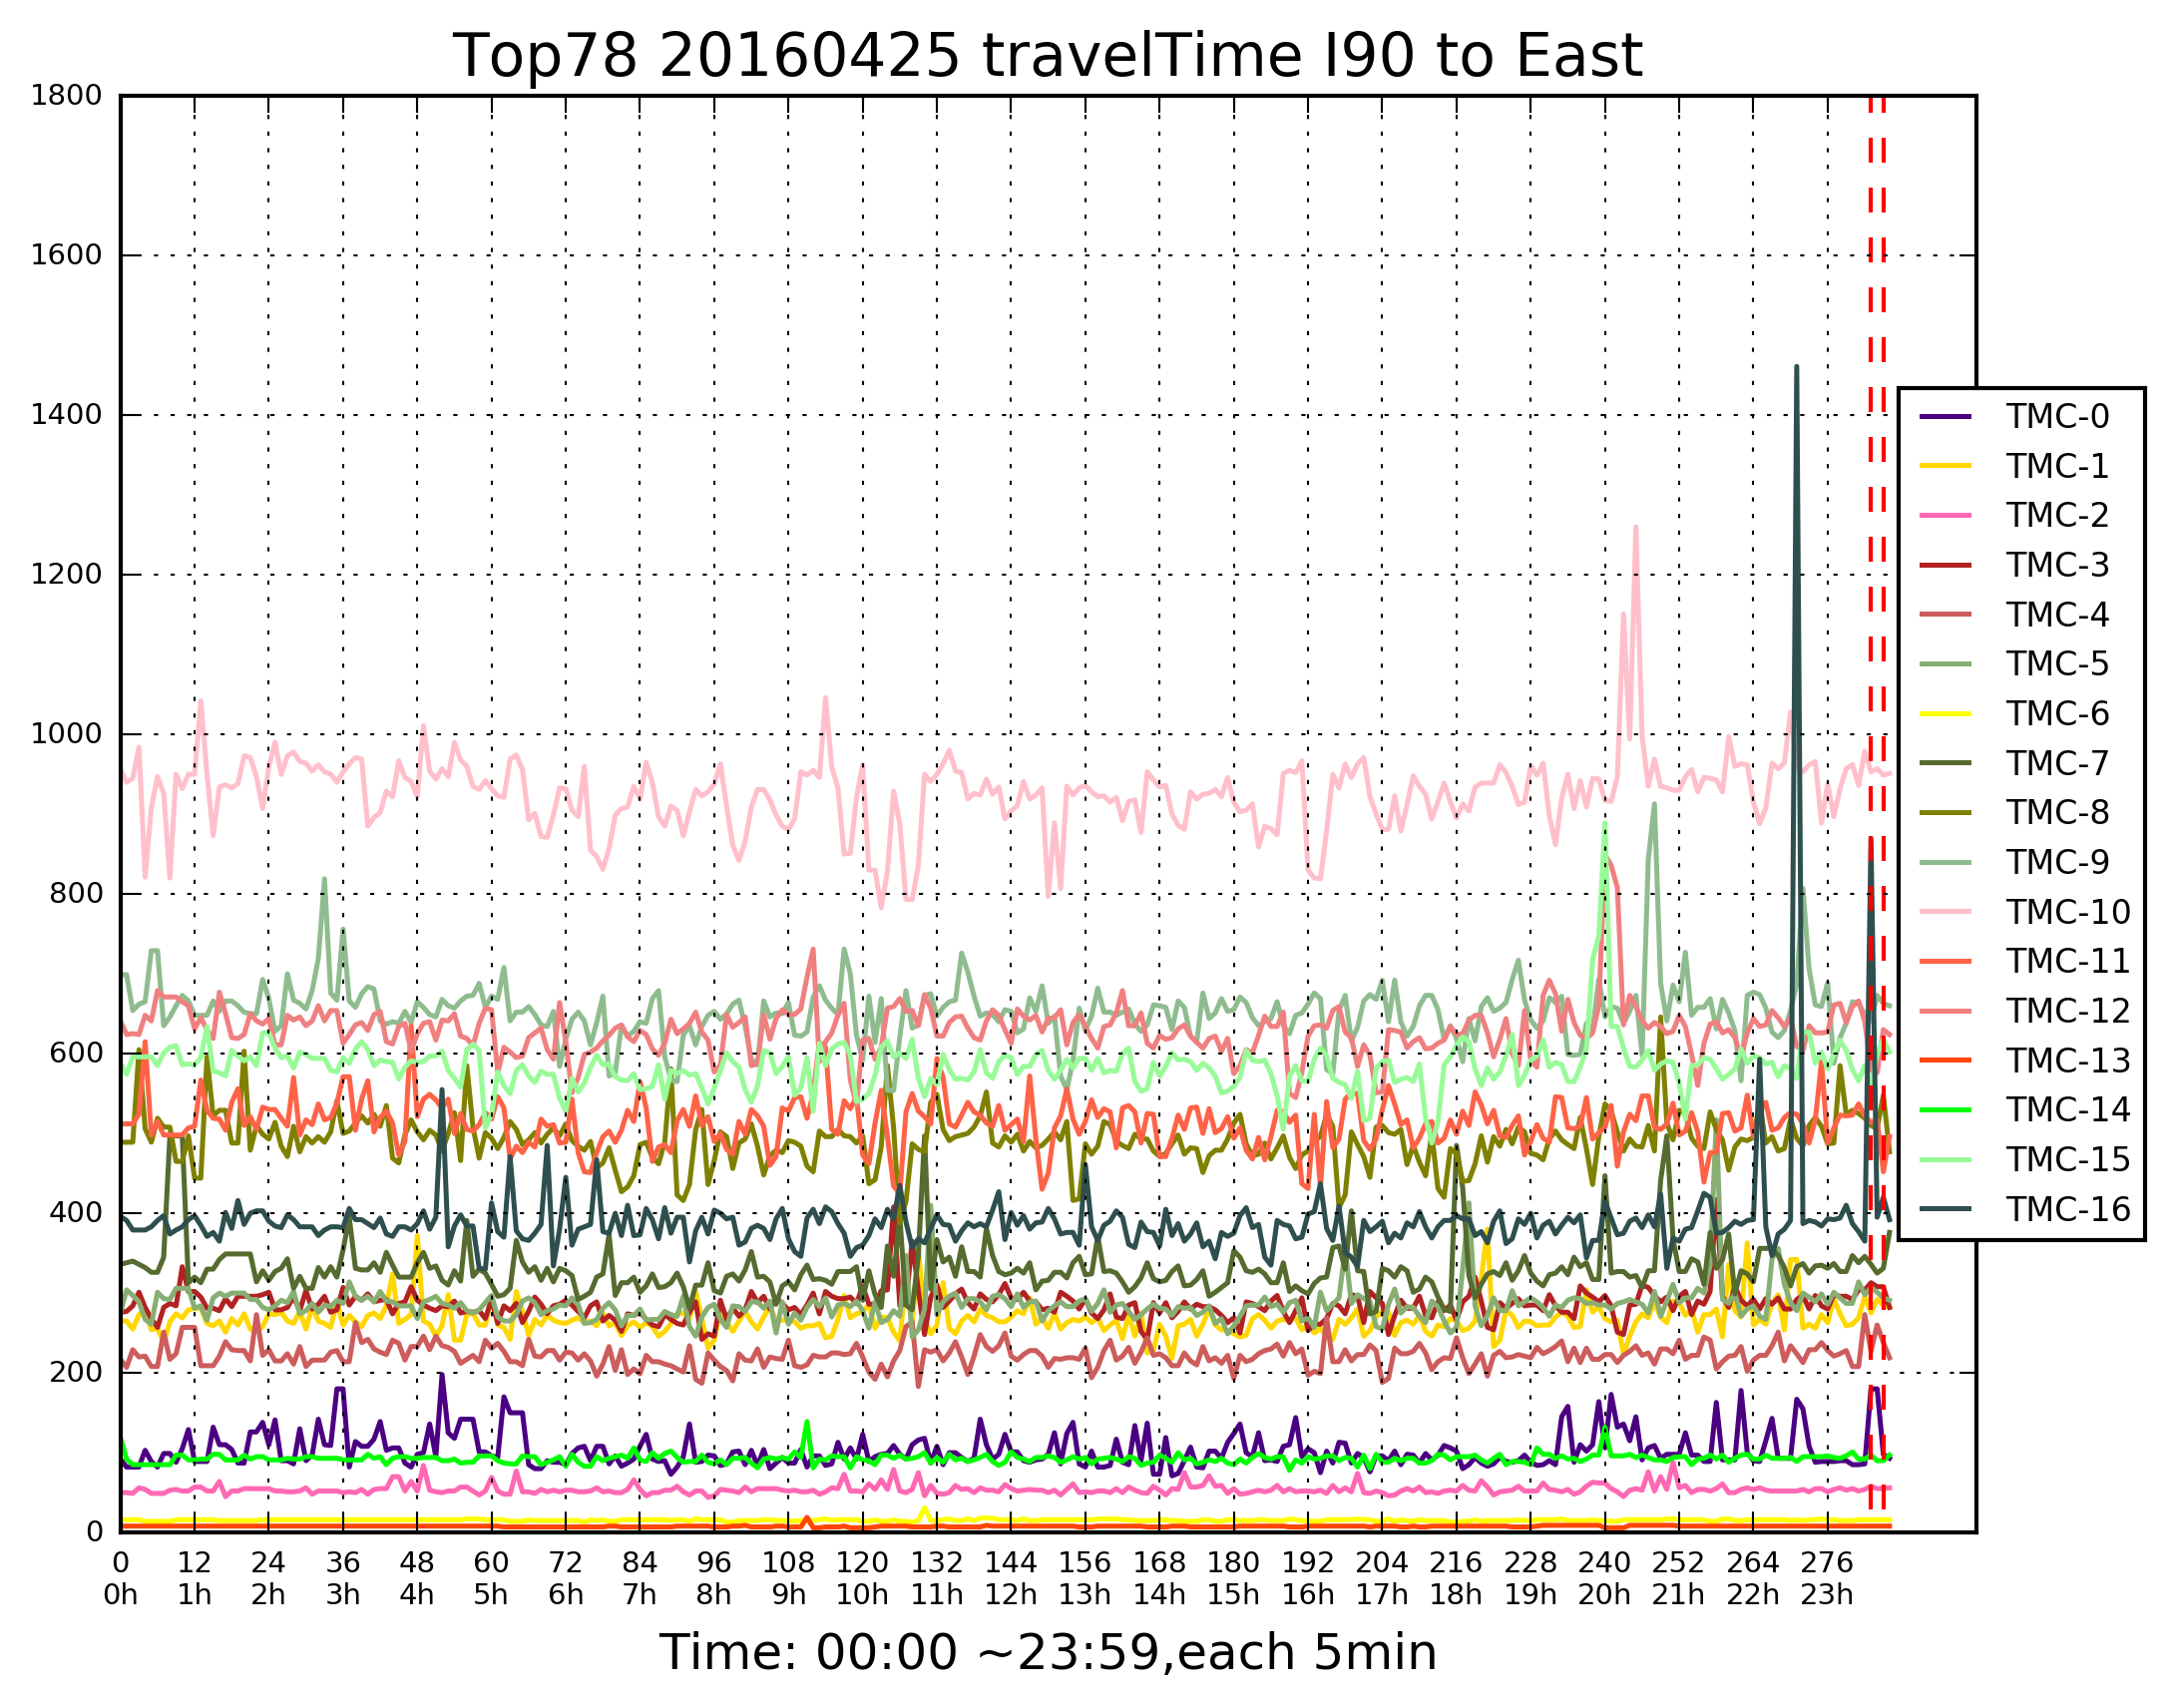 Top78 20160425 travelTime I90 to East
1800
1600
1400
1200
1000
800
600
400
200
0
TMC-0
TMC-1
TMC-2
TMC-3
TMC-4
TMC-5
TMC-6
TMC-7
TMC-8
TMC-9
TMC-10
TMC-11
TMC-12
TMC-13
TMC-14
TMC-15
TMC-16
0 12 24 36 48 60 72 84 96 108 120 132 144 156 168 180 192 204 216 228 240 252 264 276
0h 1h 2h 3h 4h 5h 6h 7h 8h 9h 10h 11h 12h 13h 14h 15h 16h 17h 18h 19h 20h 21h 22h 23h
Time: 00:00 ~23:59,each 5min